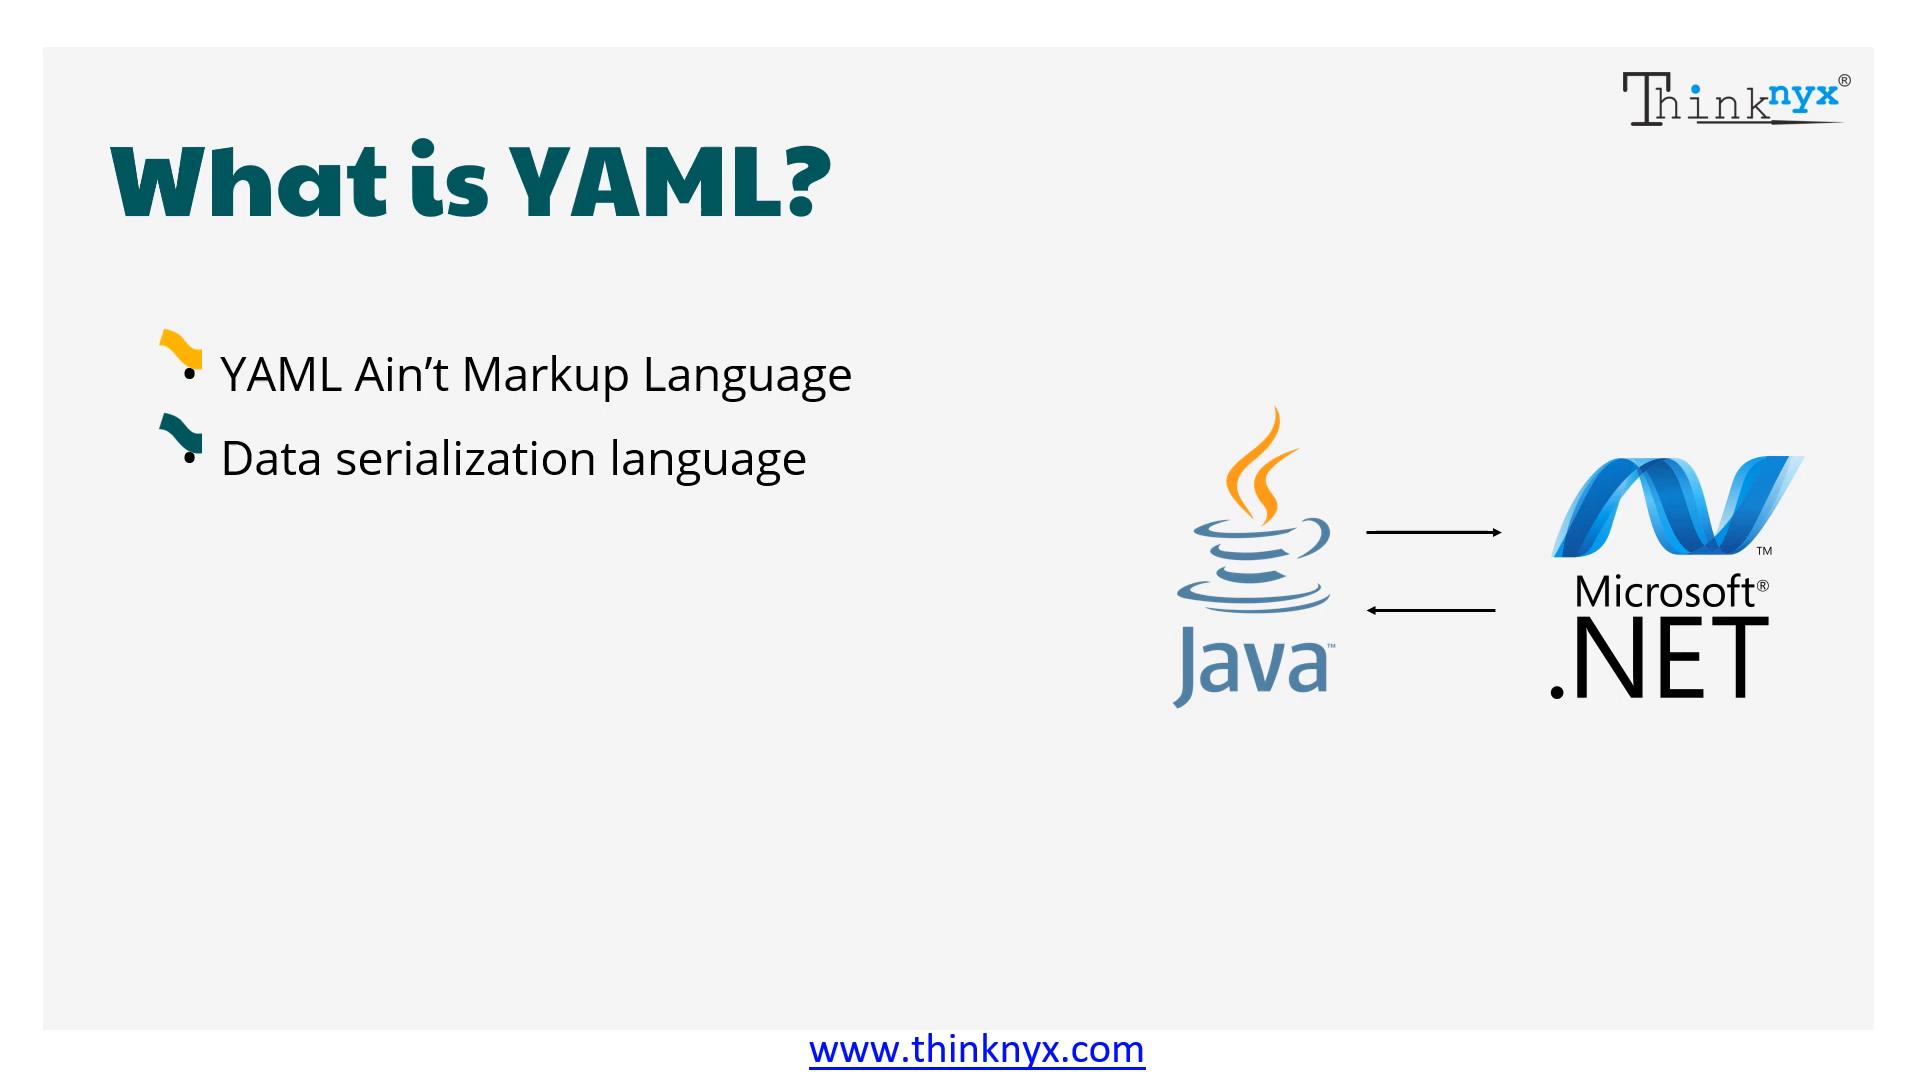 Thinknyx®
What is YAML?
• YAML Ain’t Markup Language
• Data serialization language
Java™
™
Microsoft®
.NET
www.thinknyx.com